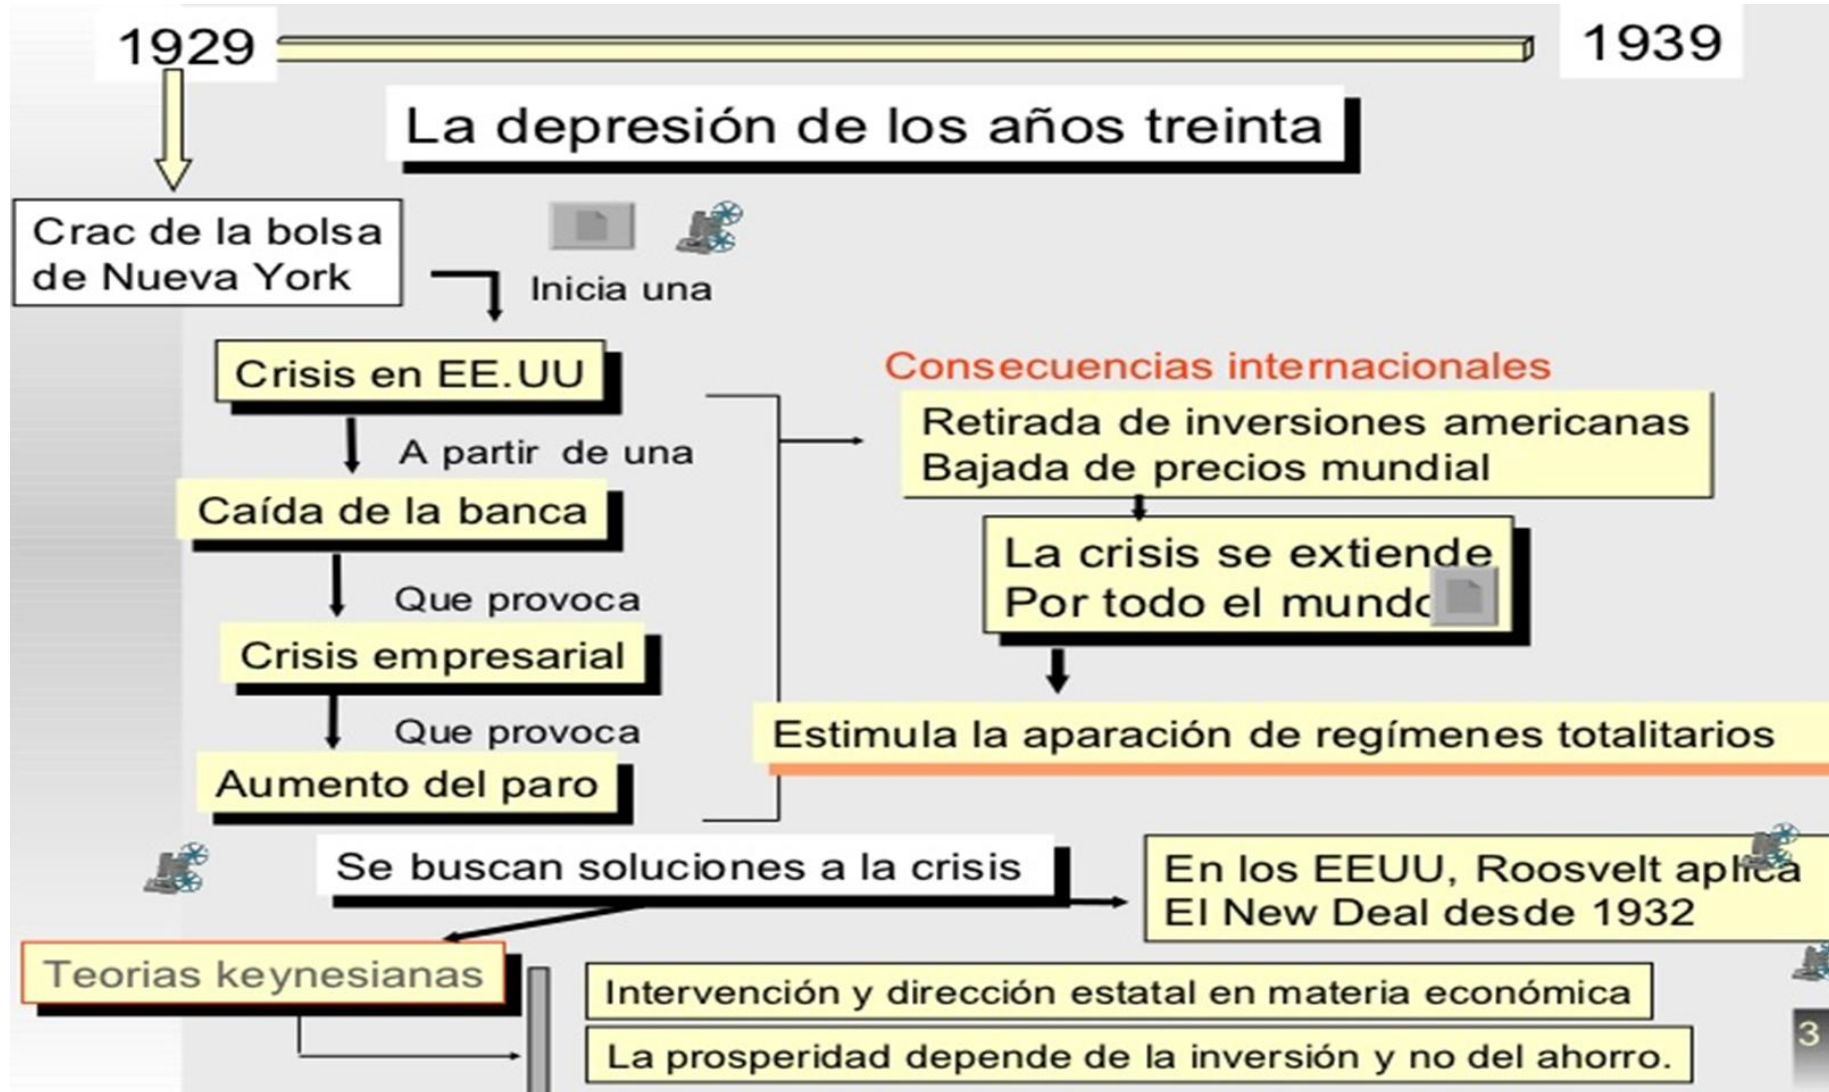 1929
1939
La depresión de los años treinta
Crac de la bolsa
de Nueva York
Inicia una
Crisis en EE.UU
A partir de una
Caída de la banca
Que provoca
Crisis empresarial
Que provoca
Aumento del paro
Consecuencias internacionales
Retirada de inversiones americanas
Bajada de precios mundial
La crisis se extiende
Por todo el mundo
Estimula la aparación de regímenes totalitarios
Se buscan soluciones a la crisis
En los EEUU, Roosvelt aplica
El New Deal desde 1932
Teorias keynesianas
Intervención y dirección estatal en materia económica
La prosperidad depende de la inversión y no del ahorro.
3